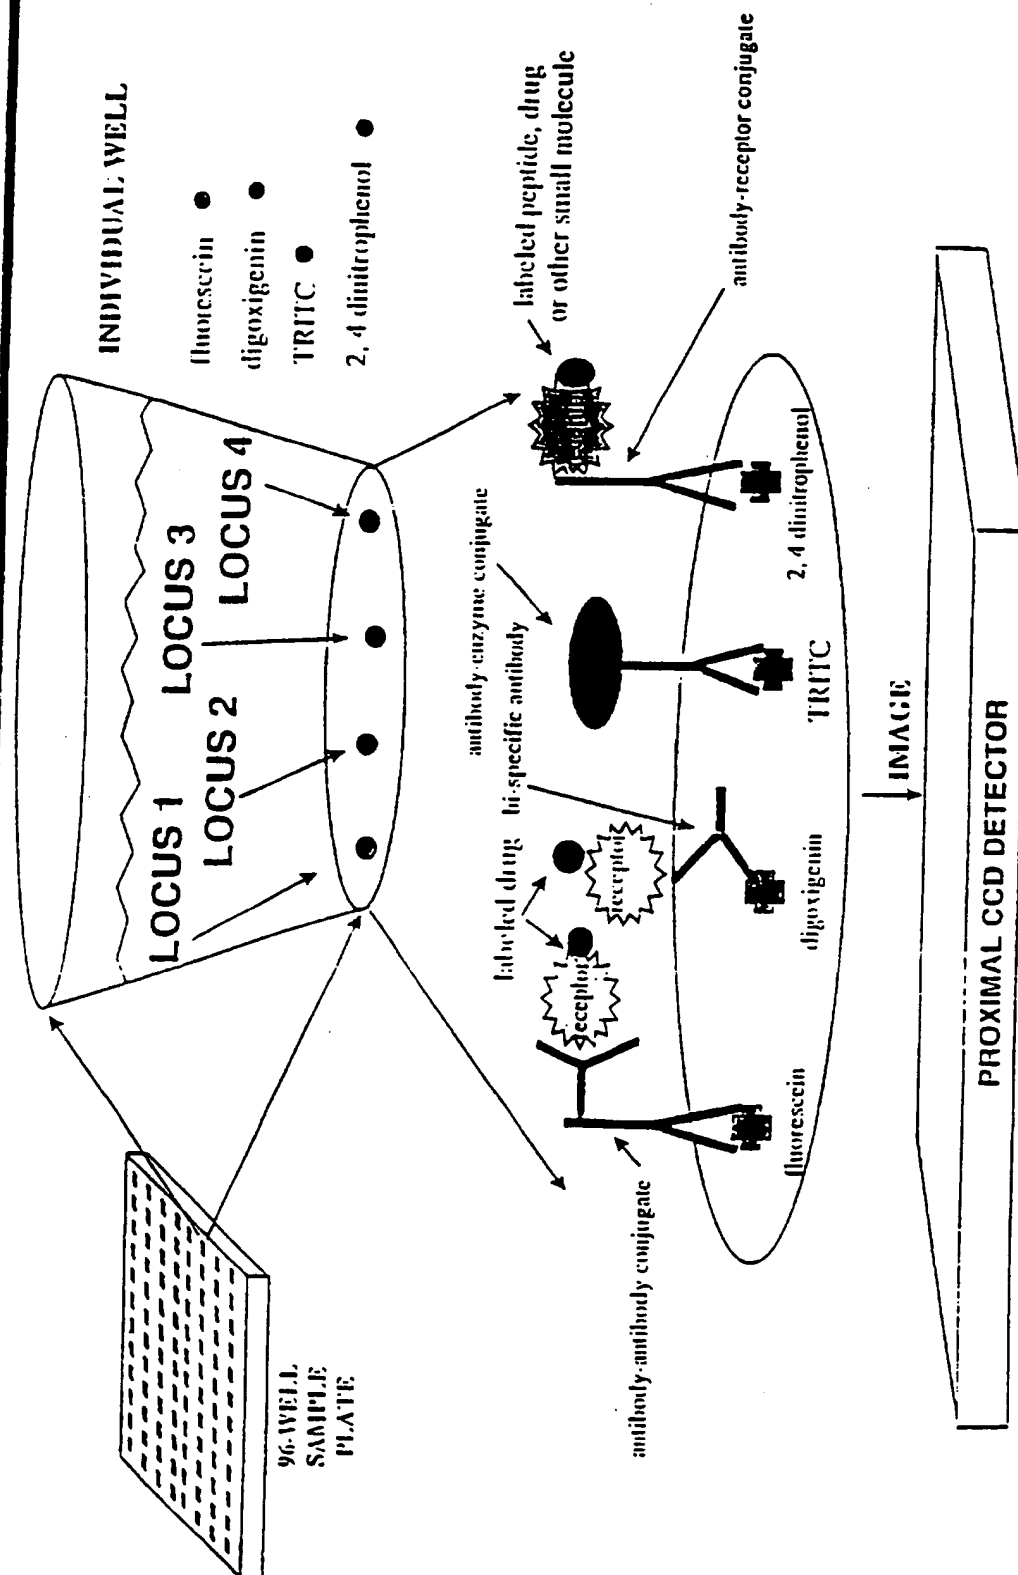 INDIVIDUAL WELL
fluorescein
digoxigenin
TRITC
2, 4 dinitrophenol
LOCUS 1
LOCUS 2
LOCUS 3
LOCUS 4
96-WELL
SAMPLE
PLATE
labeled peptide, drug
or other small molecule
antibody-receptor conjugate
antibody-enzyme conjugate
bi-specific antibody
labeled drug
receptor
receptor
antibody-antibody conjugate
fluorescein
digoxigenin
TRITC
2, 4 dinitrophenol
IMAGE
PROXIMAL CCD DETECTOR